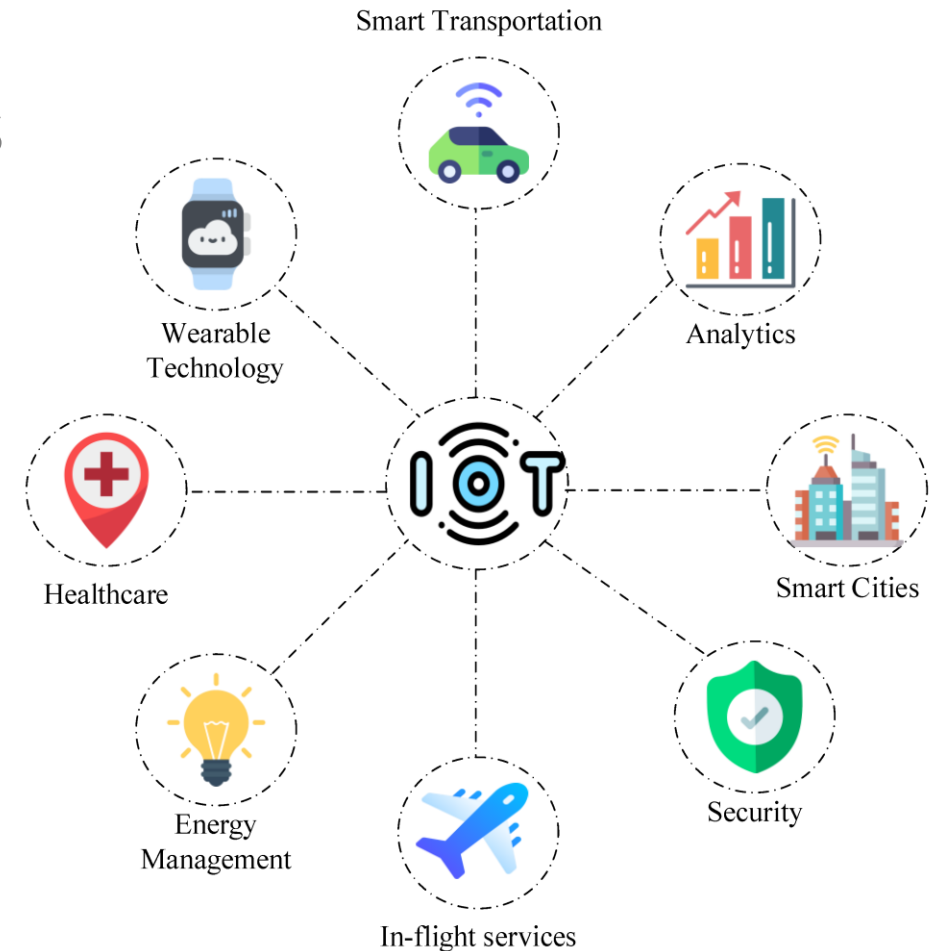 Smart Transportation
Wearable
Technology
Analytics
IOT
Healthcare
Smart Cities
Energy
Management
Security
In-flight services